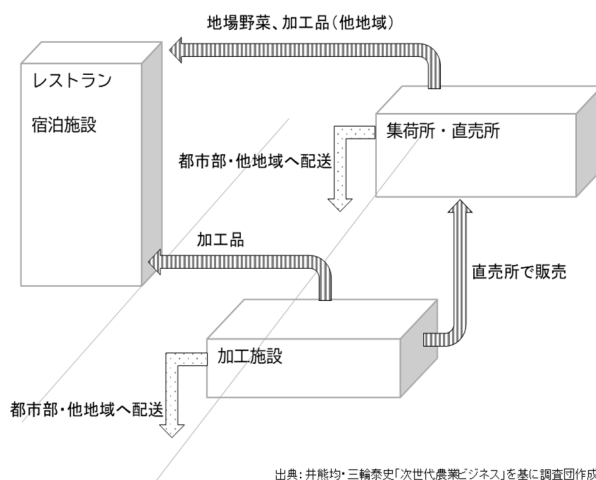 地場野菜、加工品(他地域)
レストラン
宿泊施設
集荷所・直売所
都市部・他地域へ配送
加工品
直売所で販売
加工施設
都市部・他地域へ配送
出典:井熊均・三輪泰史「次世代農業ビジネス」を基に調査団作成